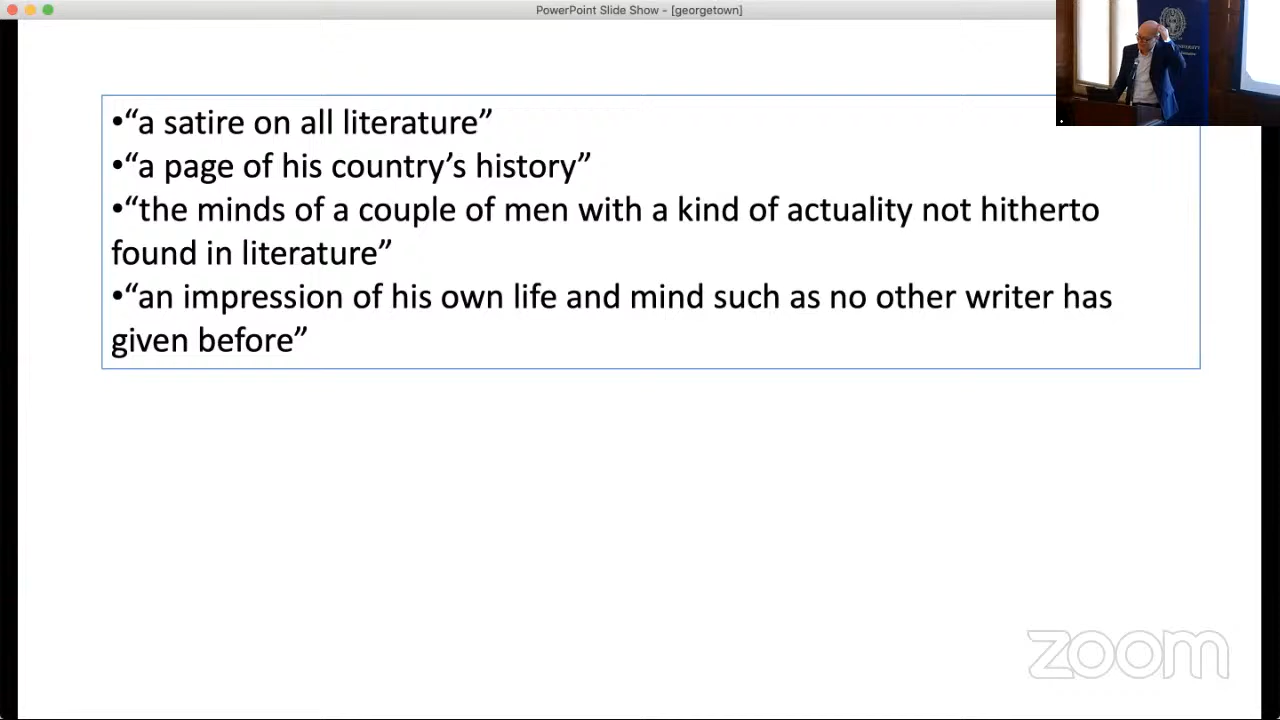 PowerPoint Slide Show - [georgetown]
•“a satire on all literature”
•“a page of his country’s history”
•“the minds of a couple of men with a kind of actuality not hitherto
found in literature”
•“an impression of his own life and mind such as no other writer has
given before”
zoom